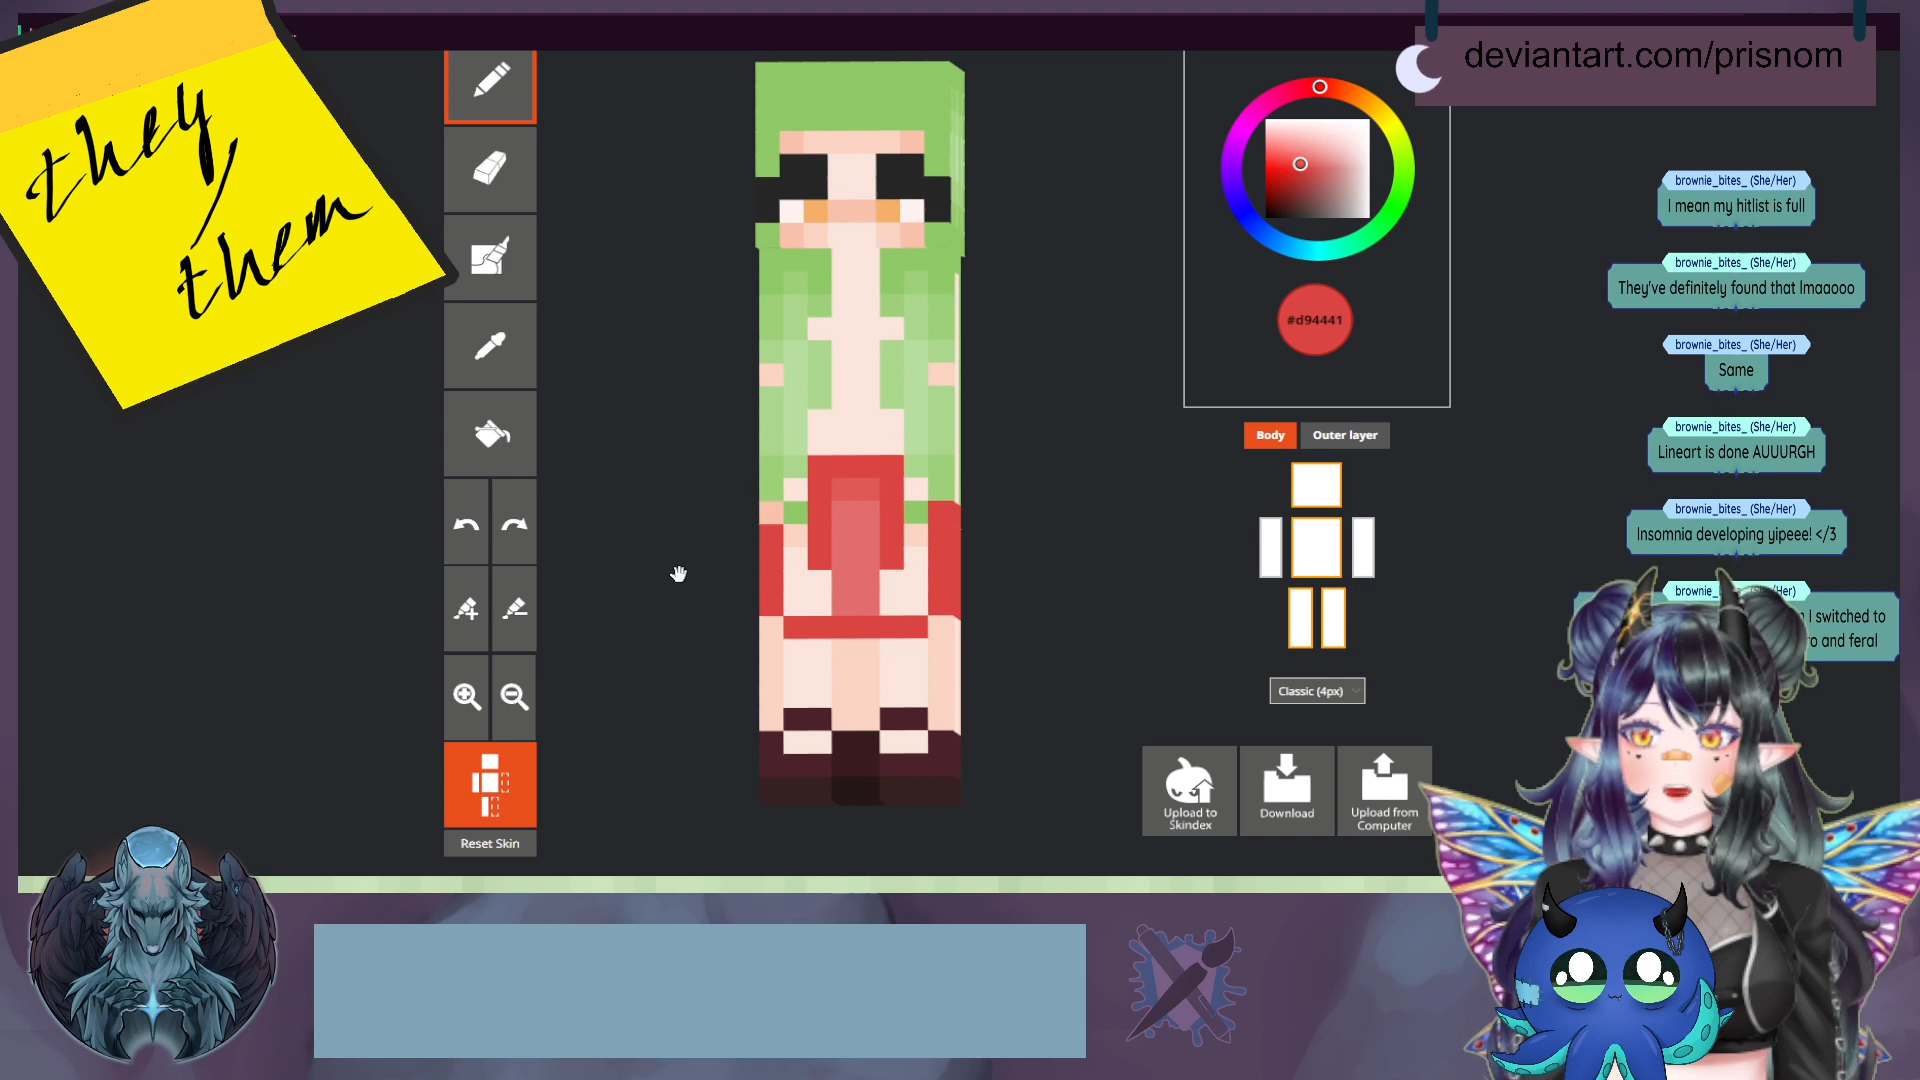 they
/
them
deviantart.com/prisnom
#d94441
Body
Outer layer
Classic (4px)
Upload to
Skindex
Download
Upload from
Computer
Reset Skin
brownie_bites_ (She/Her)
I mean my hitlist is full
brownie_bites_ (She/Her)
They've definitely found that lmaaoooo
brownie_bites_ (She/Her)
Same
brownie_bites_ (She/Her)
Lineart is done AUUURGH
brownie_bites_ (She/Her)
Insomnia developing yipeee! </3
brownie_ Her)
I switched to
and feral